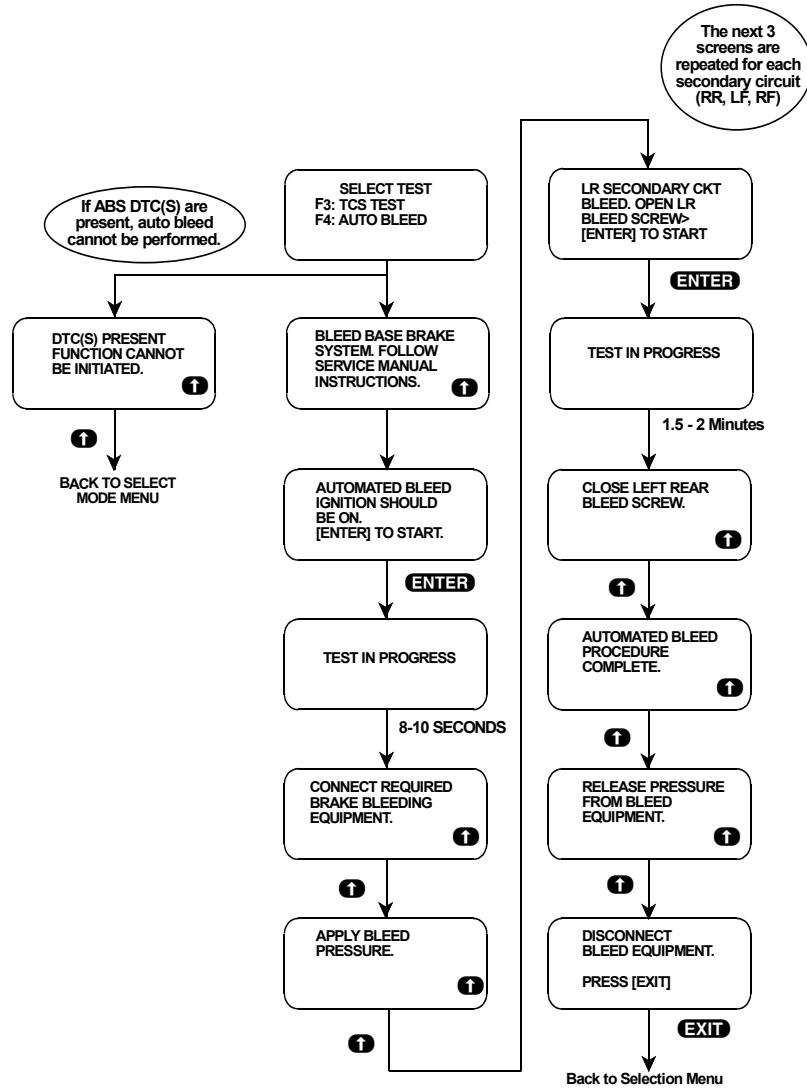 The next 3
screens are
repeated for each
secondary circuit
(RR, LF, RF)
If ABS DTC(S) are
present, auto bleed
cannot be performed.
SELECT TEST
F3: TCS TEST
F4: AUTO BLEED
DTC(S) PRESENT
FUNCTION CANNOT
BE INITIATED.
BACK TO SELECT
MODE MENU
BLEED BASE BRAKE
SYSTEM. FOLLOW
SERVICE MANUAL
INSTRUCTIONS.
AUTOMATED BLEED
IGNITION SHOULD
BE ON.
[ENTER] TO START.
ENTER
TEST IN PROGRESS
8-10 SECONDS
CONNECT REQUIRED
BRAKE BLEEDING
EQUIPMENT.
APPLY BLEED
PRESSURE.
LR SECONDARY CKT
BLEED. OPEN LR
BLEED SCREW>
[ENTER] TO START
ENTER
TEST IN PROGRESS
1.5 - 2 Minutes
CLOSE LEFT REAR
BLEED SCREW.
AUTOMATED BLEED
PROCEDURE
COMPLETE.
RELEASE PRESSURE
FROM BLEED
EQUIPMENT.
DISCONNECT
BLEED EQUIPMENT.
PRESS [EXIT]
EXIT
Back to Selection Menu